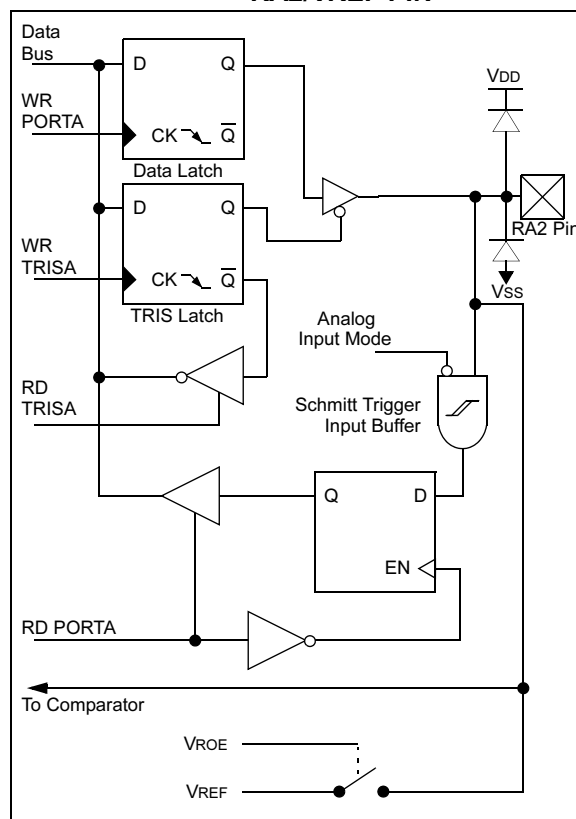 Data
Bus
D
Q
VDD
WR
PORTA
CK
Q
Data Latch
D
Q
RA2 Pin
WR
TRISA
CK
Q
VSS
TRIS Latch
Analog
Input Mode
RD
TRISA
Schmitt Trigger
Input Buffer
Q
D
EN
RD PORTA
To Comparator
VROE
VREF